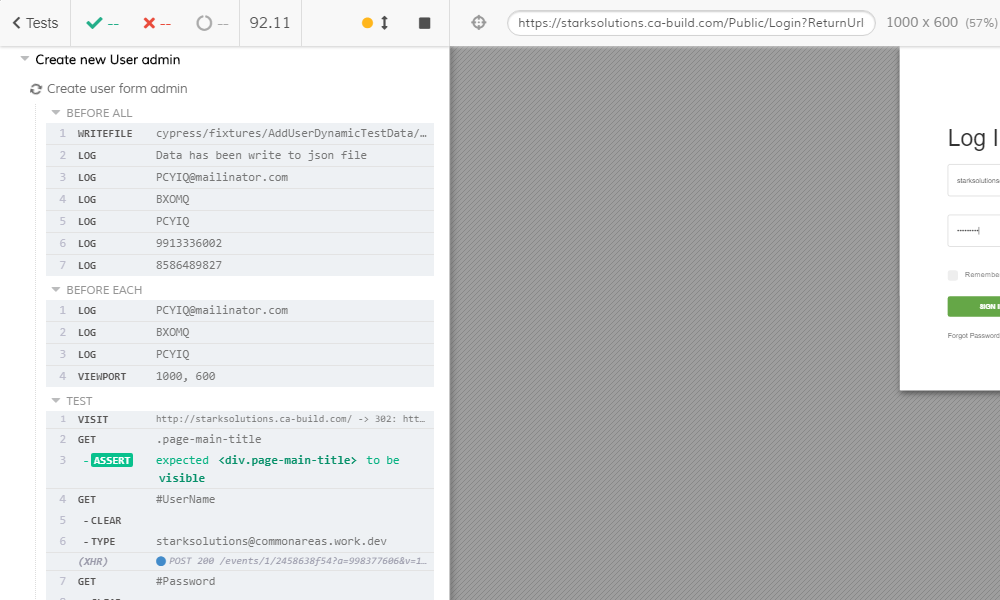 Tests -- -- -- 92.11 https://starksolutions.ca-build.com/Public/Login?ReturnUrl 1000 x 600 (57%)
Create new User admin
Create user form admin
BEFORE ALL
1 WRITEFILE cypress/fixtures/AddUserDynamicTestData/…
2 LOG Data has been write to json file
3 LOG PCYIQ@mailinator.com
4 LOG BXOMQ
5 LOG PCYIQ
6 LOG 9913336002
7 LOG 8586489827
BEFORE EACH
1 LOG PCYIQ@mailinator.com
2 LOG BXOMQ
3 LOG PCYIQ
4 VIEWPORT 1000, 600
TEST
1 VISIT http://starksolutions.ca-build.com/ -> 302: htt…
2 GET .page-main-title
3 -ASSERT expected <div.page-main-title> to be
visible
4 GET #UserName
5 -CLEAR
6 -TYPE starksolutions@commonareas.work.dev
(XHR) POST 200 /events/1/2458638f54?a=998377606&v=1…
7 GET #Password
Log I
starksolutions
Remembe
SIGN I
Forgot Password